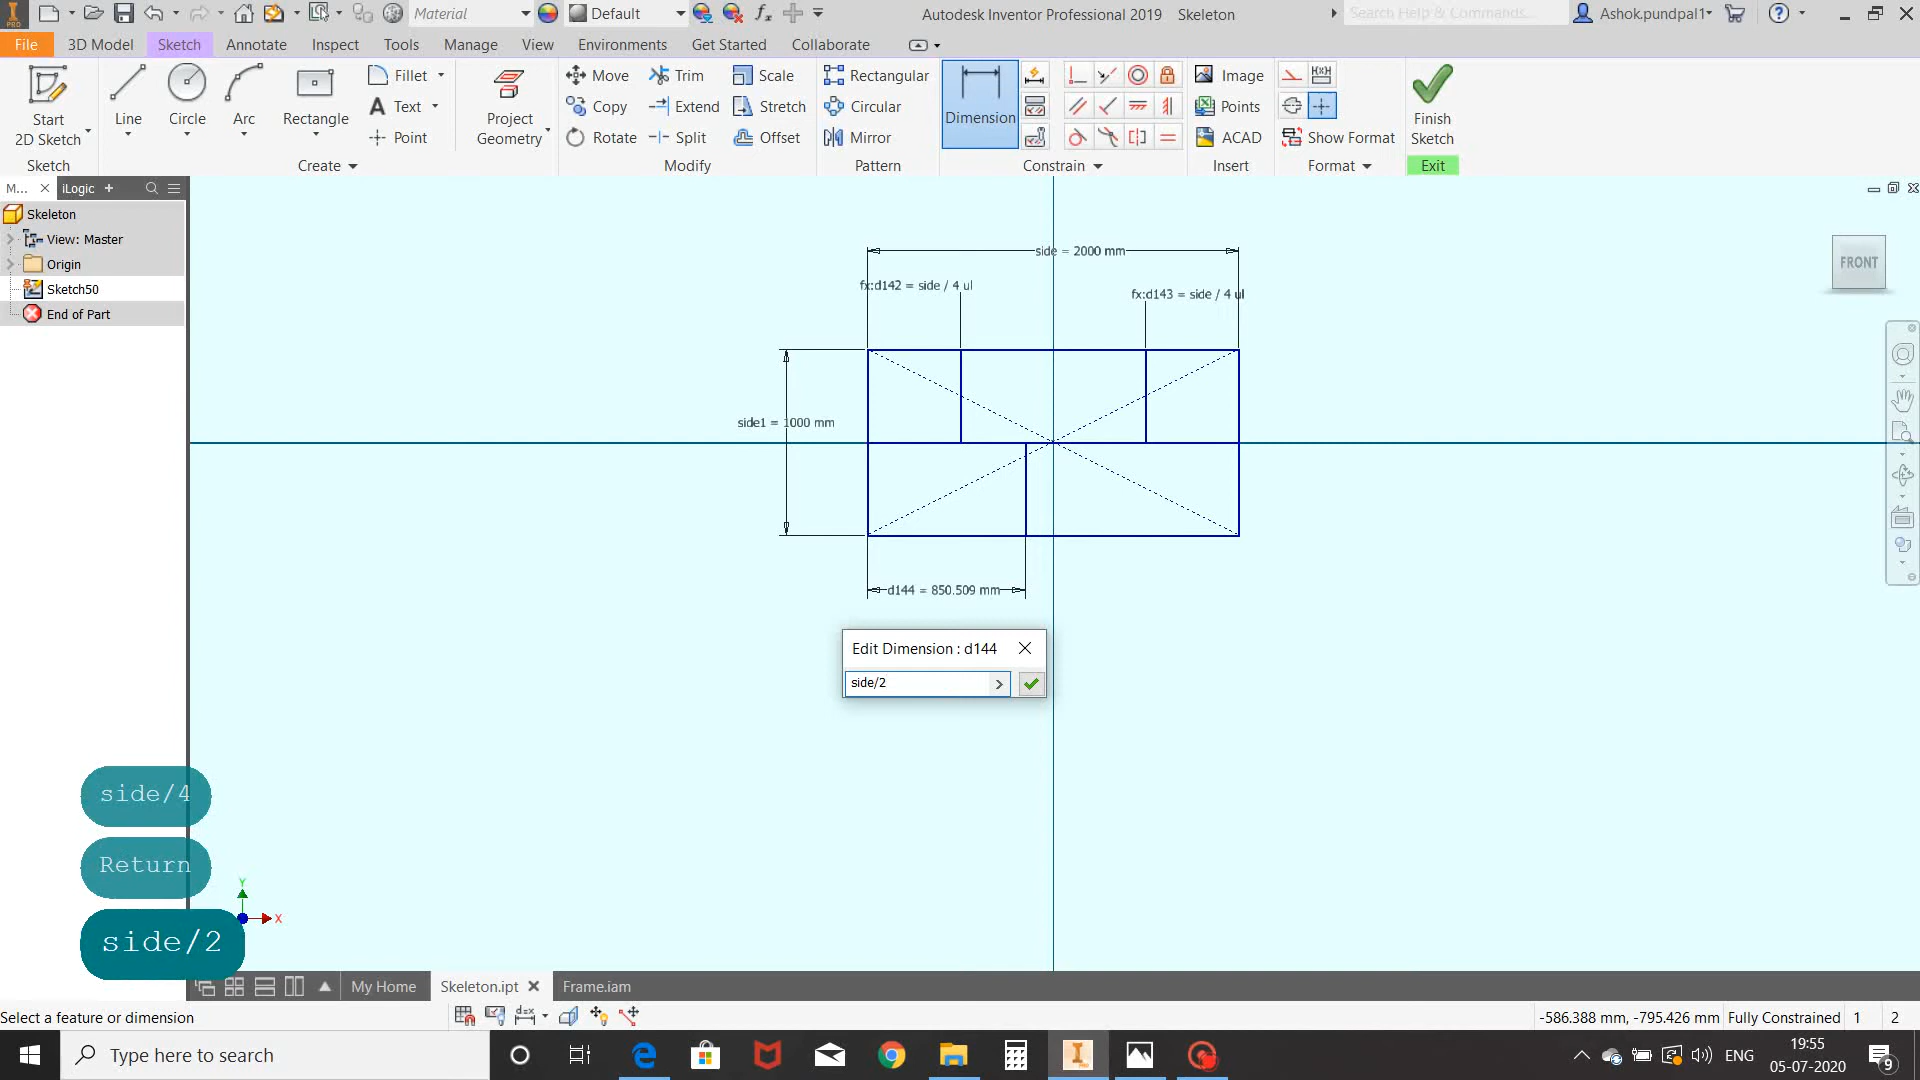 PRO
Material
Default
fx
Autodesk Inventor Professional 2019 Skeleton
Search Help & Commands...
Ashok.pundpal1
File
3D Model
Sketch
Annotate
Inspect
Tools
Manage
View
Environments
Get Started
Collaborate
Start
2D Sketch
Line
Circle
Arc
Rectangle
Fillet
Text
Point
Project
Geometry
Move
Copy
Rotate
Trim
Extend
Split
Scale
Stretch
Offset
Rectangular
Circular
Mirror
Dimension
Image
Points
ACAD
Show Format
Finish
Sketch
Sketch
Create
Modify
Pattern
Constrain
Insert
Format
Exit
M...
iLogic
Skeleton
View: Master
Origin
Sketch50
End of Part
FRONT
side = 2000 mm
fx:d142 = side / 4 ul
fx:d143 = side / 4 ul
side1 = 1000 mm
d144 = 850.509 mm
Edit Dimension : d144
side/2
side/4
Return
side/2
Y
X
My Home
Skeleton.ipt
Frame.iam
Select a feature or dimension
-586.388 mm, -795.426 mm
Fully Constrained
1
2
Type here to search
ENG
19:55
05-07-2020
9